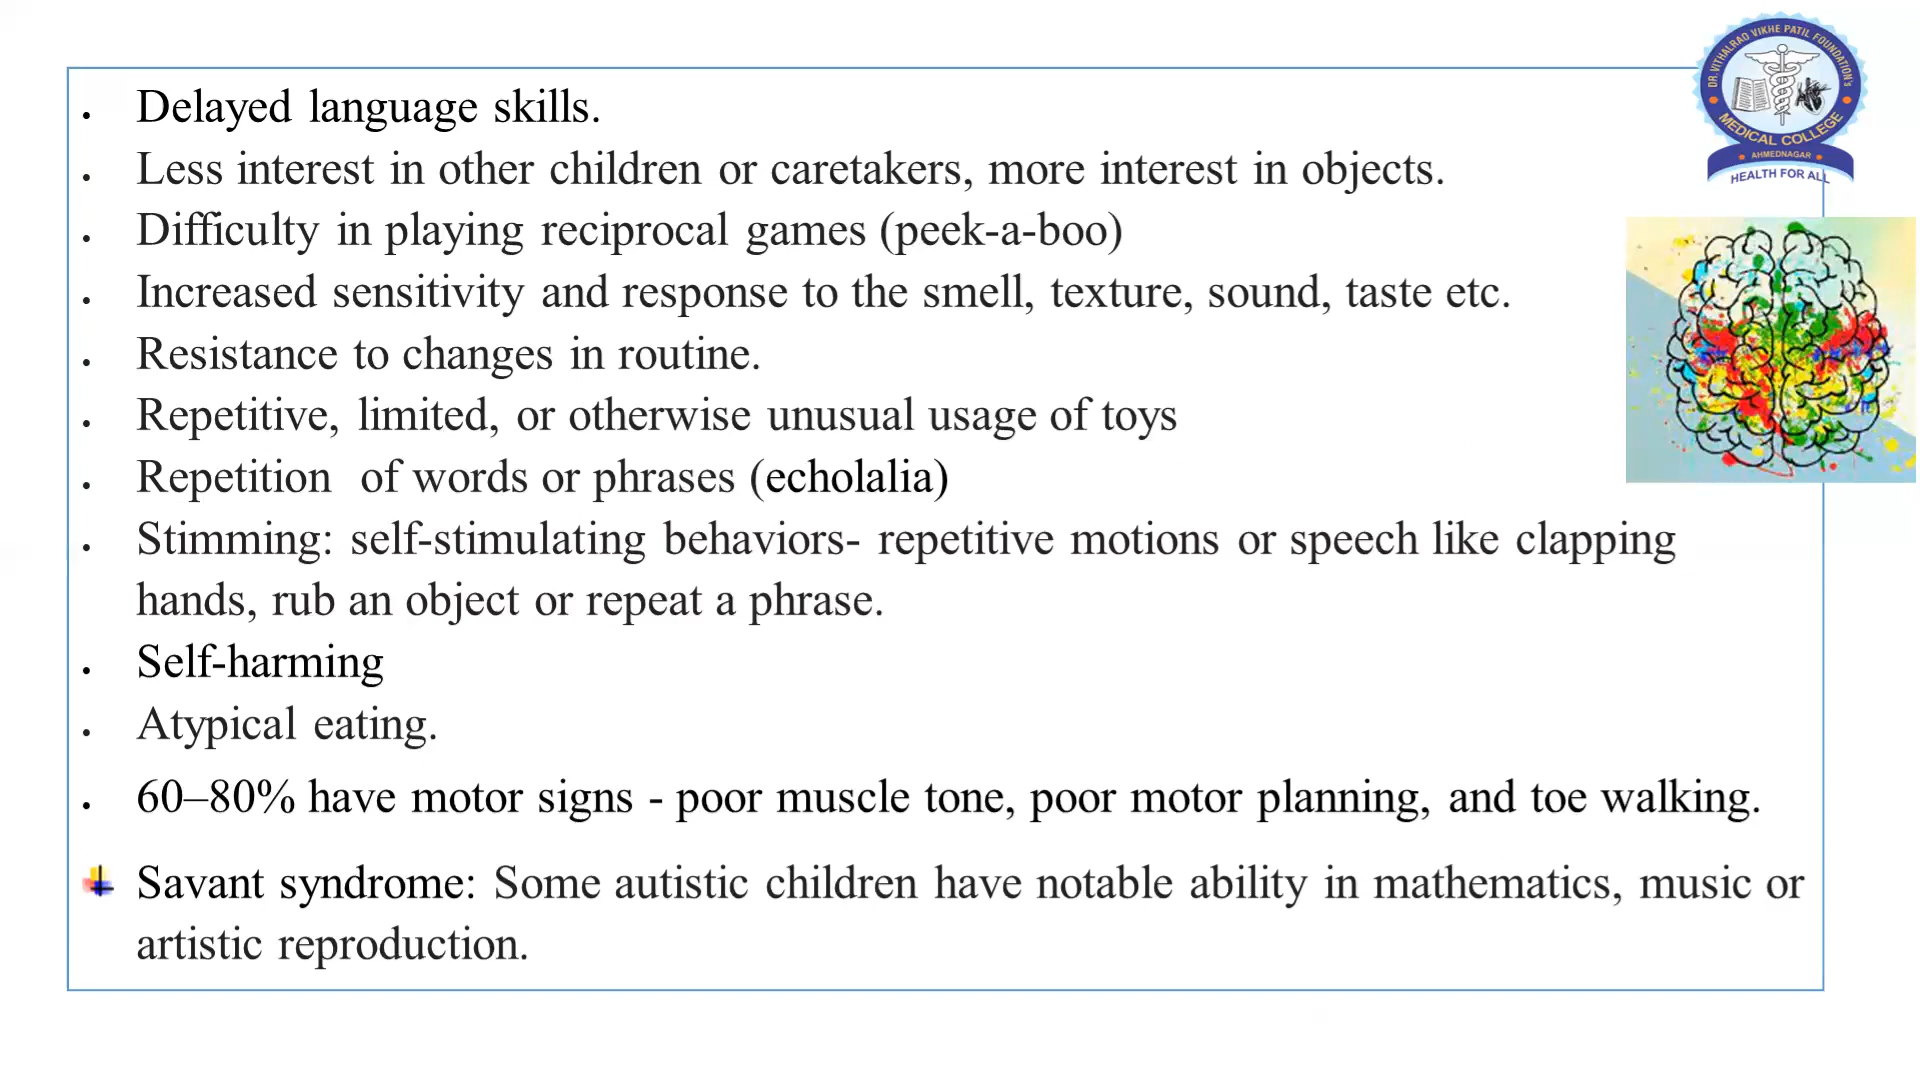 DR. VITHALRAO VIKHE PATIL FOUNDATION's
MEDICAL COLLEGE
AHMEDNAGAR
HEALTH FOR ALL
• Delayed language skills.
• Less interest in other children or caretakers, more interest in objects.
• Difficulty in playing reciprocal games (peek-a-boo)
• Increased sensitivity and response to the smell, texture, sound, taste etc.
• Resistance to changes in routine.
• Repetitive, limited, or otherwise unusual usage of toys
• Repetition of words or phrases (echolalia)
• Stimming: self-stimulating behaviors- repetitive motions or speech like clapping
hands, rub an object or repeat a phrase.
• Self-harming
• Atypical eating.
• 60–80% have motor signs - poor muscle tone, poor motor planning, and toe walking.
Savant syndrome: Some autistic children have notable ability in mathematics, music or
artistic reproduction.